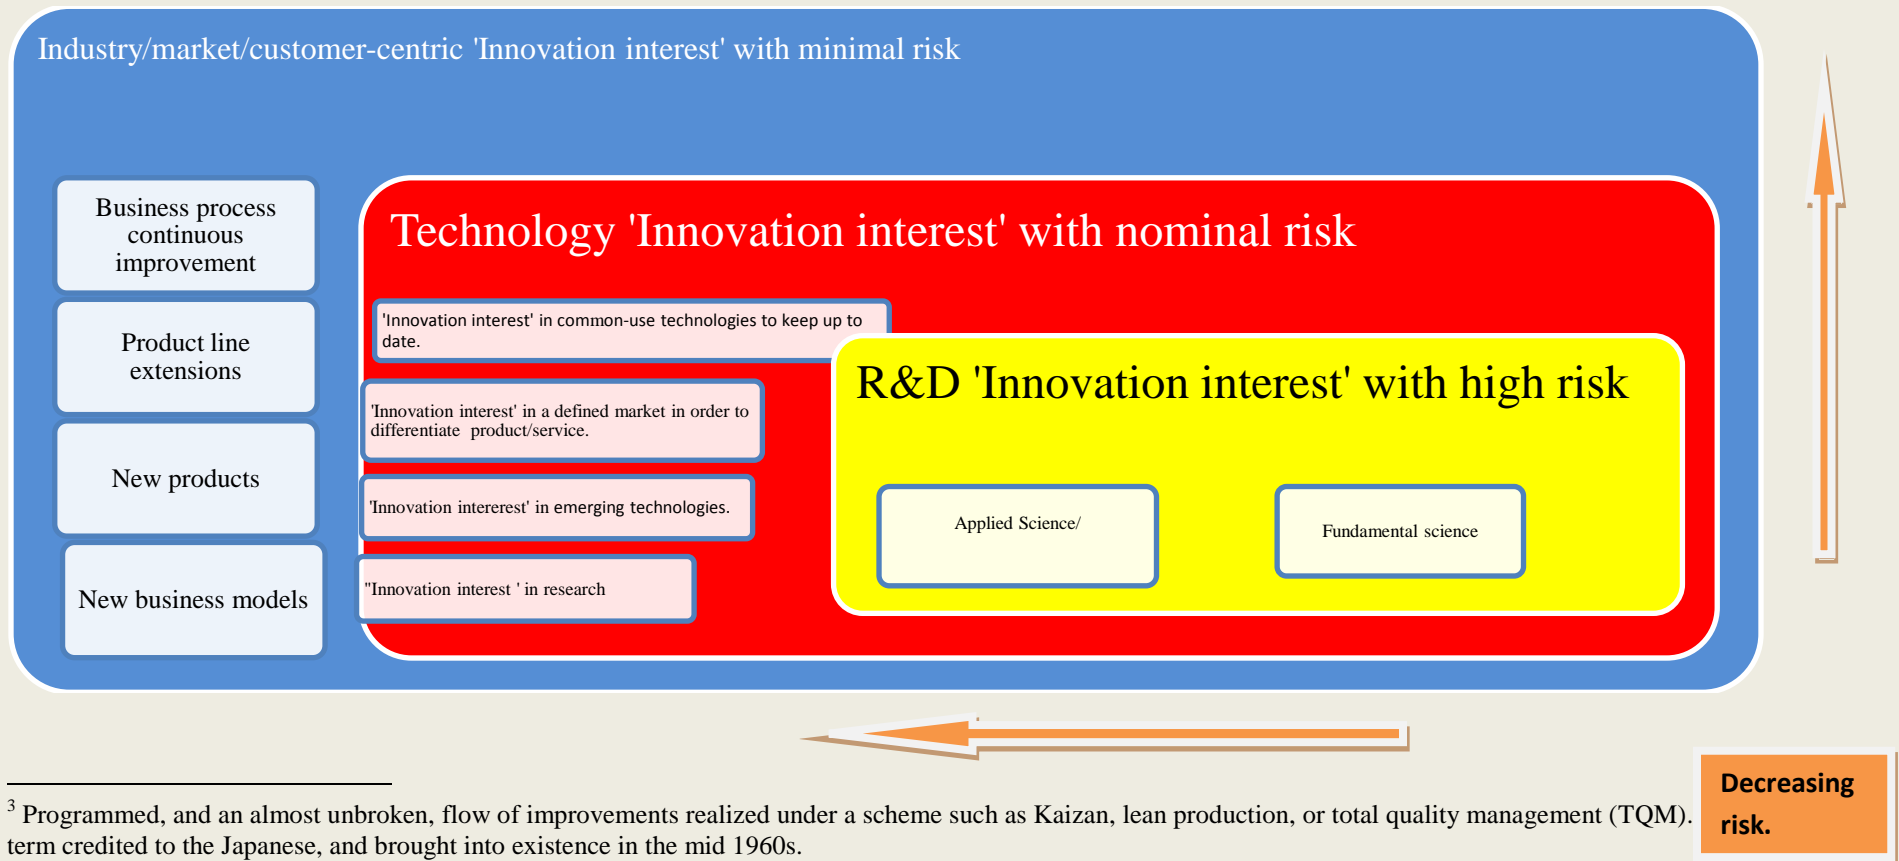 Industry/market/customer-centric 'Innovation interest' with minimal risk
Business process
continuous
improvement
Product line
extensions
New products
New business models
Technology 'Innovation interest' with nominal risk
'Innovation interest' in common-use technologies to keep up to
date.
'Innovation interest' in a defined market in order to
differentiate product/service.
'Innovation intererest' in emerging technologies.
"Innovation interest ' in research
R&D 'Innovation interest' with high risk
Applied Science/
Fundamental science
Decreasing
risk.
3 Programmed, and an almost unbroken, flow of improvements realized under a scheme such as Kaizan, lean production, or total quality management (TQM).
term credited to the Japanese, and brought into existence in the mid 1960s.